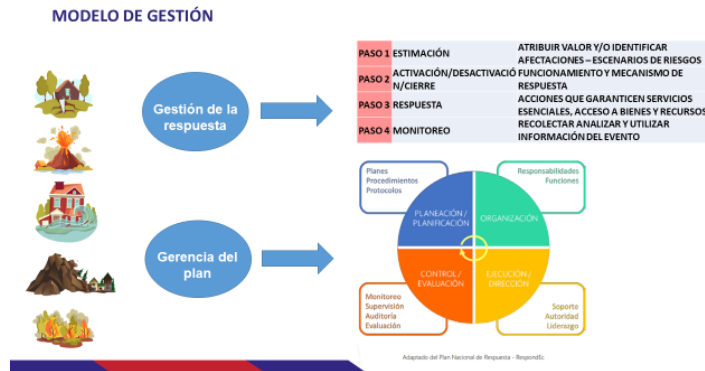 MODELO DE GESTIÓN
Gestión de la
respuesta
PASO 1 ESTIMACIÓN ATRIBUIR VALOR Y/O IDENTIFICAR
AFECTACIONES – ESCENARIOS DE RIESGOS
PASO 2 ACTIVACIÓN/DESACTIVACIÓ
N/CIERRE
FUNCIONAMIENTO Y MECANISMO DE
RESPUESTA
PASO 3 RESPUESTA ACCIONES QUE GARANTICEN SERVICIOS
ESENCIALES, ACCESO A BIENES Y RECURSOS
PASO 4 MONITOREO RECOLECTAR ANALIZAR Y UTILIZAR
INFORMACIÓN DEL EVENTO
Gerencia del
plan
Planes
Procedimientos
Protocolos
Responsabilidades
Funciones
PLANEACIÓN /
PLANIFICACIÓN
ORGANIZACIÓN
CONTROL /
EVALUACIÓN
EJECUCIÓN /
DIRECCIÓN
Monitoreo
Supervisión
Auditoría
Evaluación
Soporte
Autoridad
Liderazgo
Adaptado del Plan Nacional de Respuesta - RespondEc